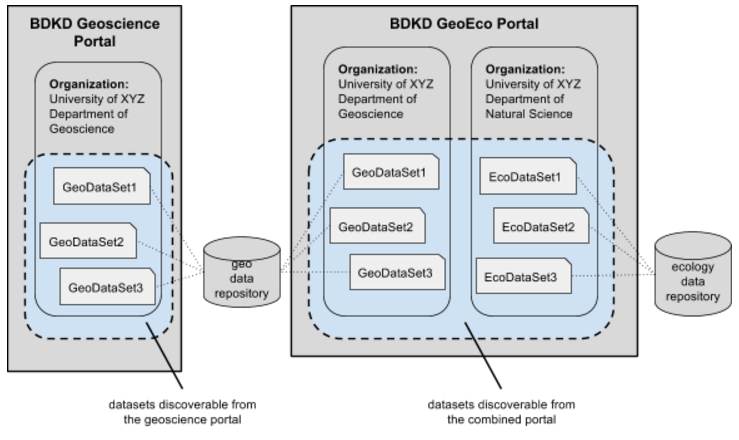 BDKD Geoscience
Portal
Organization:
University of XYZ
Department of
Geoscience
GeoDataSet1
GeoDataSet2
GeoDataSet3
geo
data
repository
datasets discoverable from
the geoscience portal
BDKD GeoEco Portal
Organization:
University of XYZ
Department of
Geoscience
GeoDataSet1
GeoDataSet2
GeoDataSet3
Organization:
University of XYZ
Department of
Natural Science
EcoDataSet1
EcoDataSet2
EcoDataSet3
ecology
data
repository
datasets discoverable from
the combined portal